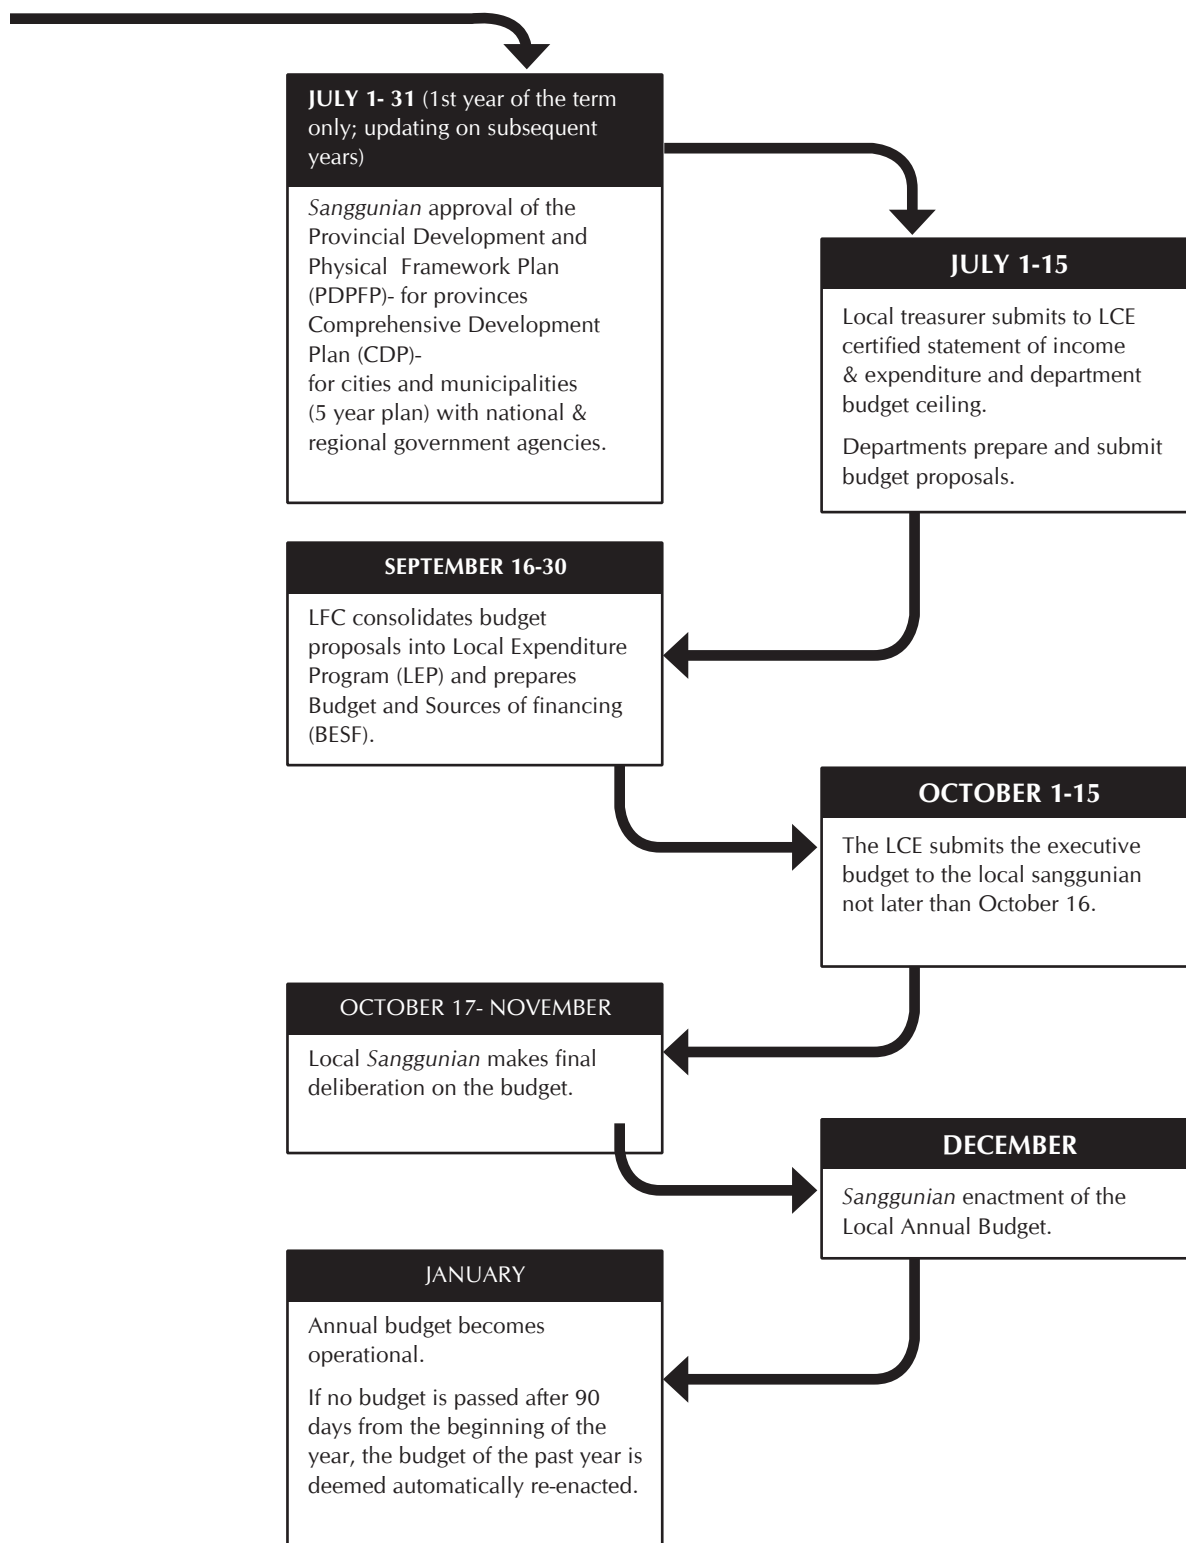 JULY 1- 31 (1st year of the term
only; updating on subsequent
years)
Sanggunian approval of the
Provincial Development and
Physical Framework Plan
(PDPFP)- for provinces
Comprehensive Development
Plan (CDP)-
for cities and municipalities
(5 year plan) with national &
regional government agencies.
JULY 1-15
Local treasurer submits to LCE
certified statement of income
& expenditure and department
budget ceiling.
Departments prepare and submit
budget proposals.
SEPTEMBER 16-30
LFC consolidates budget
proposals into Local Expenditure
Program (LEP) and prepares
Budget and Sources of financing
(BESF).
OCTOBER 1-15
The LCE submits the executive
budget to the local sanggunian
not later than October 16.
OCTOBER 17- NOVEMBER
Local Sanggunian makes final
deliberation on the budget.
DECEMBER
Sanggunian enactment of the
Local Annual Budget.
JANUARY
Annual budget becomes
operational.
If no budget is passed after 90
days from the beginning of the
year, the budget of the past year is
deemed automatically re-enacted.